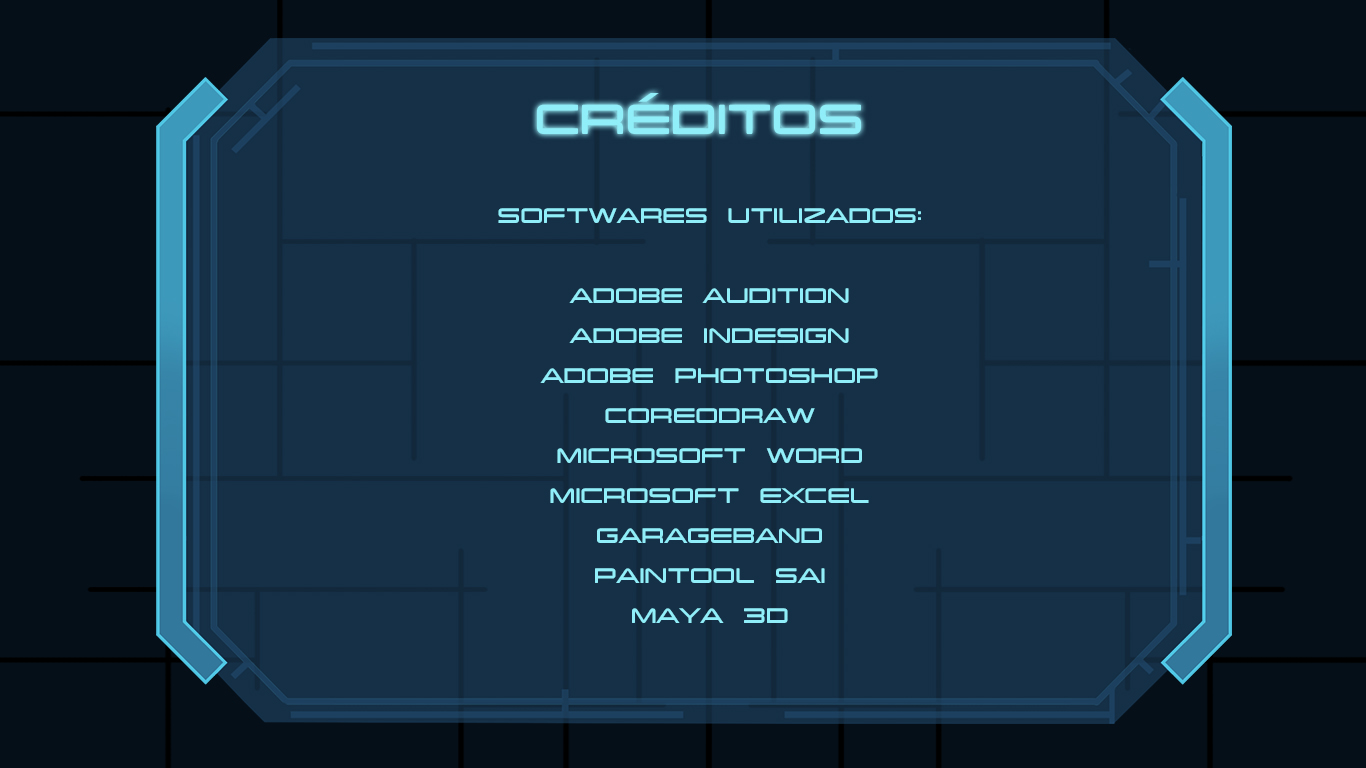 CRÉDITOS
SOFTWARES UTILIZADOS:
ADOBE AUDITION
ADOBE INDESIGN
ADOBE PHOTOSHOP
COREODRAW
MICROSOFT WORD
MICROSOFT EXCEL
GARAGEBAND
PAINTOOL SAI
MAYA 3D